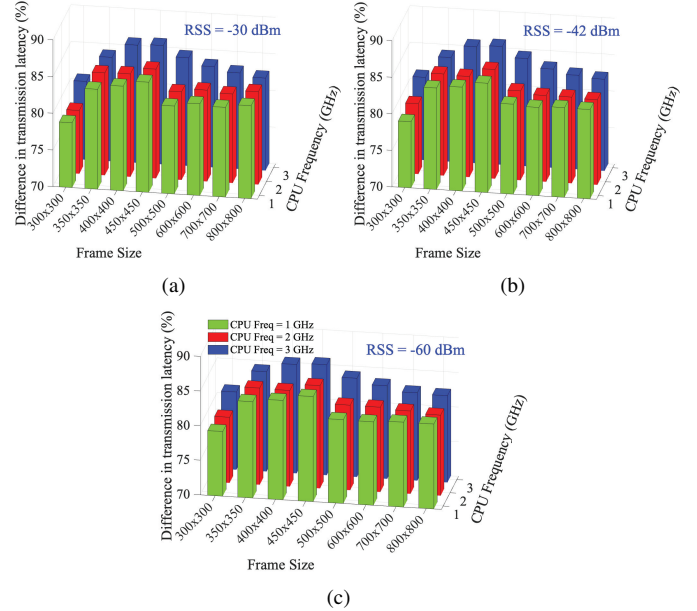 RSS = -30 dBm
Difference in transmission latency (%)
90
85
80
75
70
300x300
350x350
400x400
450x450
500x500
600x600
700x700
800x800
Frame Size
1
2
3
CPU Frequency (GHz)
(a)
RSS = -42 dBm
Difference in transmission latency (%)
90
85
80
75
70
300x300
350x350
400x400
450x450
500x500
600x600
700x700
800x800
Frame Size
1
2
3
CPU Frequency (GHz)
(b)
CPU Freq = 1 GHz
CPU Freq = 2 GHz
CPU Freq = 3 GHz
RSS = -60 dBm
Difference in transmission latency (%)
90
85
80
75
70
300x300
350x350
400x400
450x450
500x500
600x600
700x700
800x800
Frame Size
1
2
3
CPU Frequency (GHz)
(c)